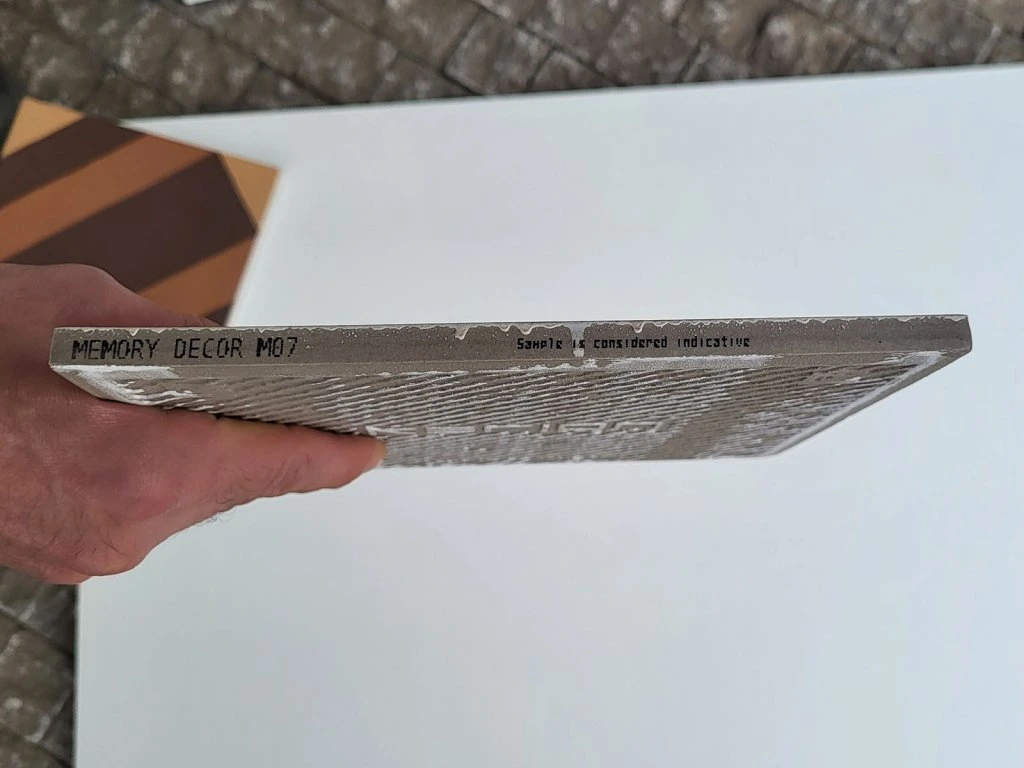 MEMORY DECOR M07
Sample is considered indicative